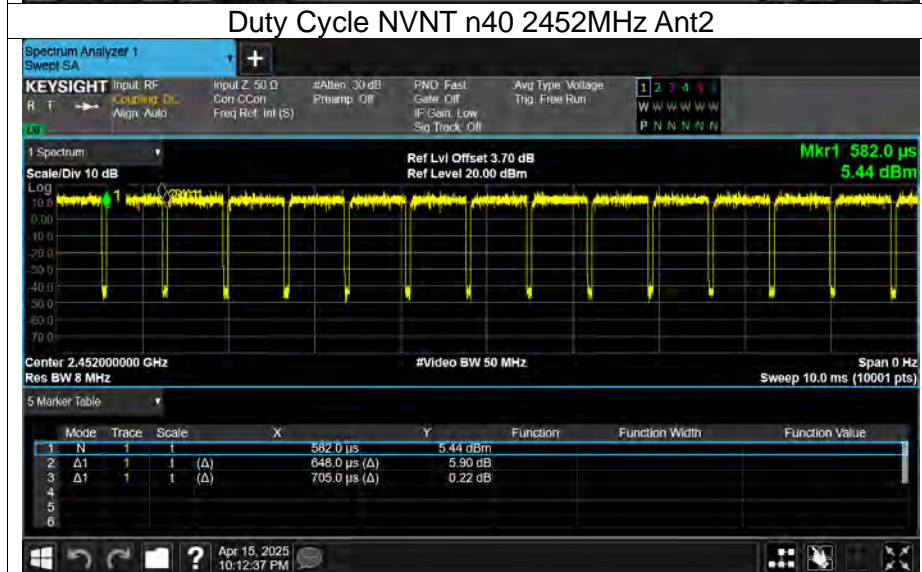 Duty Cycle NVNT n40 2452MHz Ant2
Spectrum Analyzer 1
Swept SA
+
KEYSIGHT Input: RF Input Z: 50 Ω #Atten: 30 dB PNO: Fast Avg Type: Voltage 1 2 3 4 5 6
R T Coupling: DC Corr CCorr Preamp: Off Gate: Off Trig: Free Run W W W W W W
Align: Auto Freq Ref: Int (S) IF Gain: Low
Sig Track: Off P N N N N N
1 Spectrum Ref Lvl Offset 3.70 dB Mkr1 582.0 µs
Scale/Div 10 dB Ref Level 20.00 dBm 5.44 dBm
Log
10.0
0.00
-10.0
-20.0
-30.0
-40.0
-50.0
-60.0
-70.0
1
Center 2.452000000 GHz #Video BW 50 MHz Span 0 Hz
Res BW 8 MHz Sweep 10.0 ms (10001 pts)
5 Marker Table
Mode Trace Scale X Y Function Function Width Function Value
1 N 1 t 582.0 µs 5.44 dBm
2 Δ1 1 t (Δ) 648.0 µs (Δ) 5.90 dB
3 Δ1 1 t (Δ) 705.0 µs (Δ) 0.22 dB
4
5
6
? Apr 15, 2025
10:12:37 PM